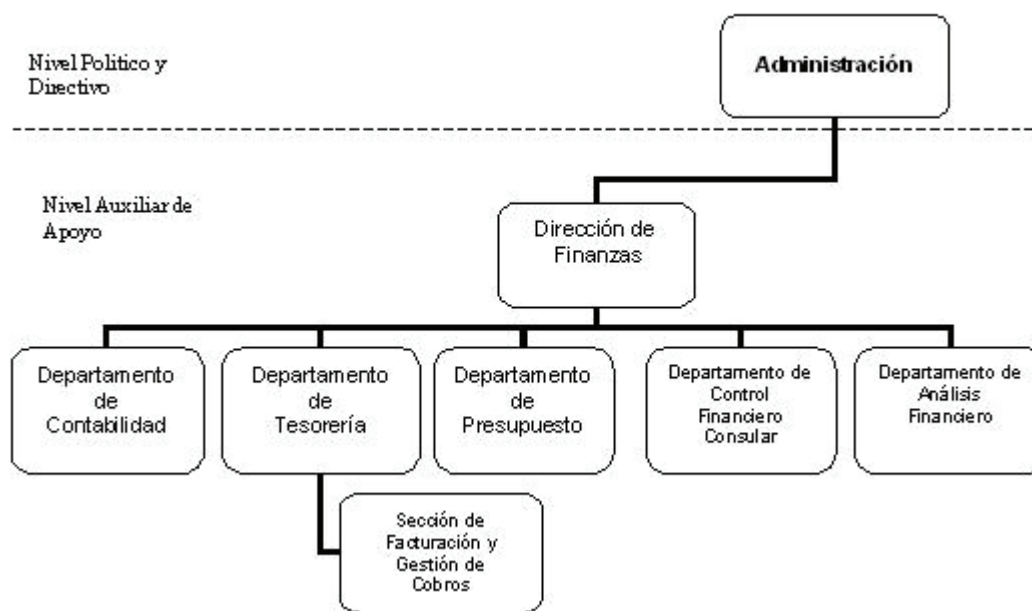 Nivel Politico y
Directivo
Administración
Nivel Auxiliar de
Apoyo
Dirección de
Finanzas
Departamento
de
Contabilidad
Departamento
de
Tesorería
Departamento
de
Presupuesto
Departamento de
Control
Financiero
Consular
Departamento de
Análisis
Financiero
Sección de
Facturación y
Gestión de
Cobros